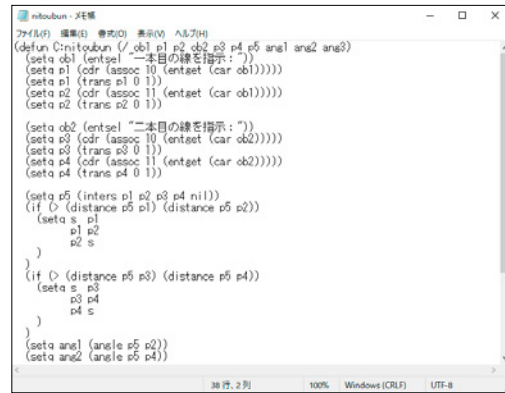 nitoubun - メモ帳
ファイル(F) 編集(E) 書式(O) 表示(V) ヘルプ(H)
(defun C:nitoubun (/ ob1 p1 p2 ob2 p3 p4 p5 ang1 ang2 ang3)
(setq ob1 (entsel "一本目の線を指示："))
(setq p1 (cdr (assoc 10 (entget (car ob1)))))
(setq p1 (trans p1 0 1))
(setq p2 (cdr (assoc 11 (entget (car ob1)))))
(setq p2 (trans p2 0 1))
(setq ob2 (entsel "二本目の線を指示："))
(setq p3 (cdr (assoc 10 (entget (car ob2)))))
(setq p3 (trans p3 0 1))
(setq p4 (cdr (assoc 11 (entget (car ob2)))))
(setq p4 (trans p4 0 1))
(setq p5 (inters p1 p2 p3 p4 nil))
(if (> (distance p5 p1) (distance p5 p2))
(setq s p1
p1 p2
p2 s
)
)
(if (> (distance p5 p3) (distance p5 p4))
(setq s p3
p3 p4
p4 s
)
)
(setq ang1 (angle p5 p2))
(setq ang2 (angle p5 p4))
38 行、2 列 100% Windows (CRLF) UTF-8